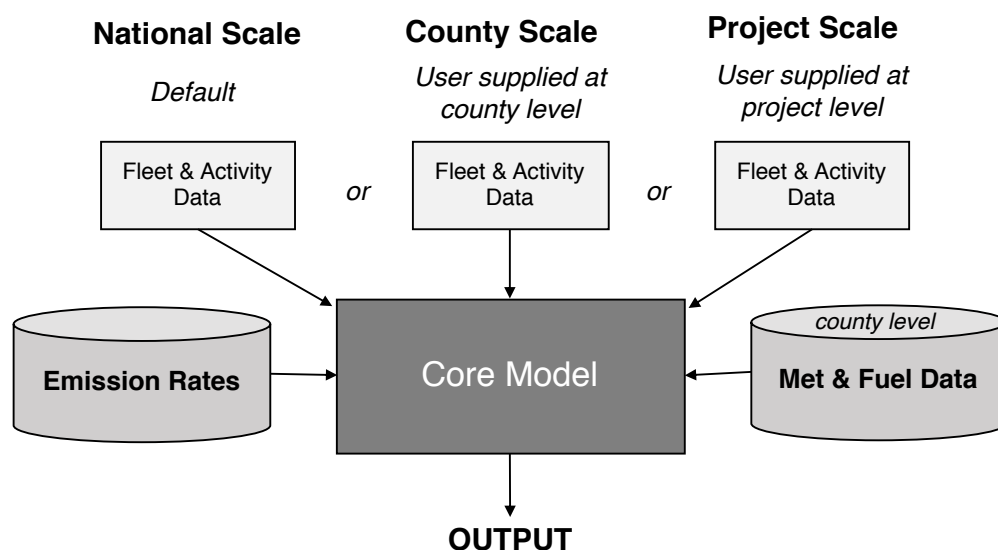 National Scale
County Scale
Project Scale
Default
User supplied at
county level
User supplied at
project level
Fleet & Activity
Data
or
Fleet & Activity
Data
or
Fleet & Activity
Data
Emission Rates
Core Model
county level
Met & Fuel Data
OUTPUT